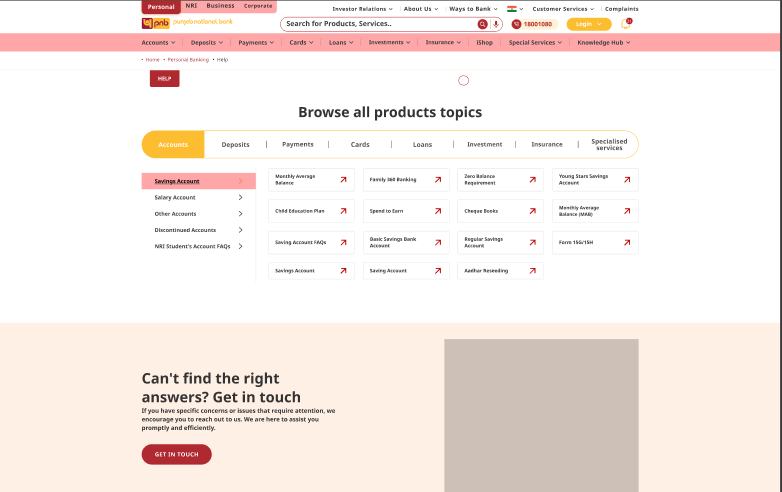 Personal NRI Business Corporate
Investor Relations About Us Ways to Bank Customer Services Complaints
pnb punjabnational.bank
Search for Products, Services..
18001080
Login
Accounts Deposits Payments Cards Loans Investments Insurance iShop Special Services Knowledge Hub
• Home • Personal Banking • Help
HELP
Browse all products topics
Accounts Deposits Payments Cards Loans Investment Insurance Specialised
services
Savings Account
Salary Account
Other Accounts
Discontinued Accounts
NRI Student's Account FAQs
Monthly Average
Balance
Family 360 Banking
Zero Balance
Requirement
Young Stars Savings
Account
Child Education Plan
Spend to Earn
Cheque Books
Monthly Average
Balance (MAB)
Saving Account FAQs
Basic Savings Bank
Account
Regular Savings
Account
Form 15G/15H
Savings Account
Saving Account
Aadhar Reseeding
Can't find the right
answers? Get in touch
If you have specific concerns or issues that require attention, we
encourage you to reach out to us. We are here to assist you
promptly and efficiently.
GET IN TOUCH